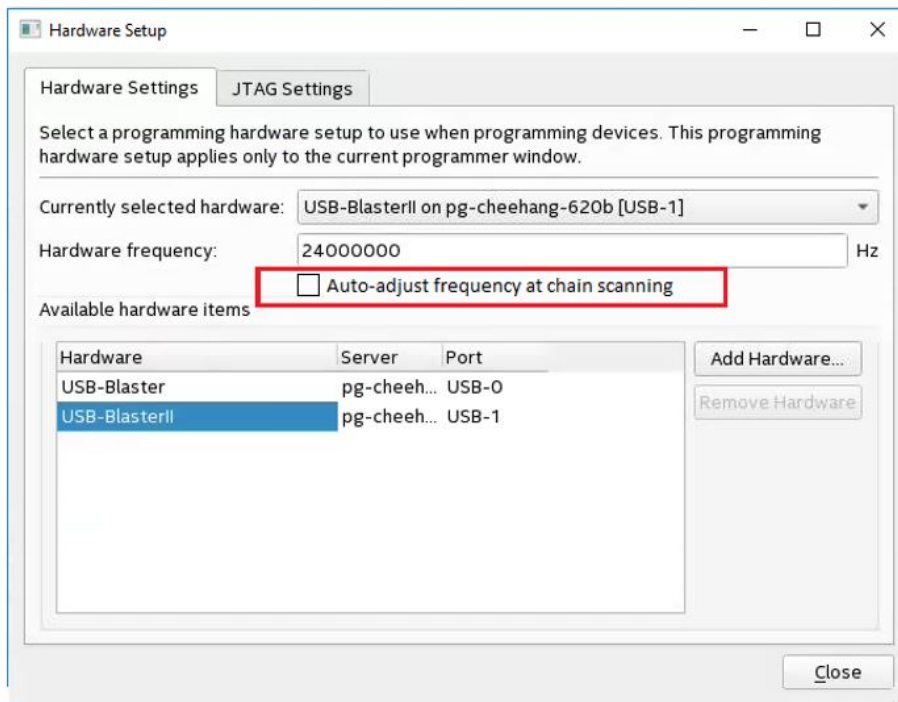 Hardware Setup
Hardware Settings JTAG Settings
Select a programming hardware setup to use when programming devices. This programming
hardware setup applies only to the current programmer window.
Currently selected hardware: USB-BlasterII on pg-cheehang-620b [USB-1]
Hardware frequency: 24000000 Hz
Auto-adjust frequency at chain scanning
Available hardware items
Hardware Server Port Add Hardware...
USB-Blaster pg-cheeh... USB-0
USB-BlasterII pg-cheeh... USB-1 Remove Hardware
Close